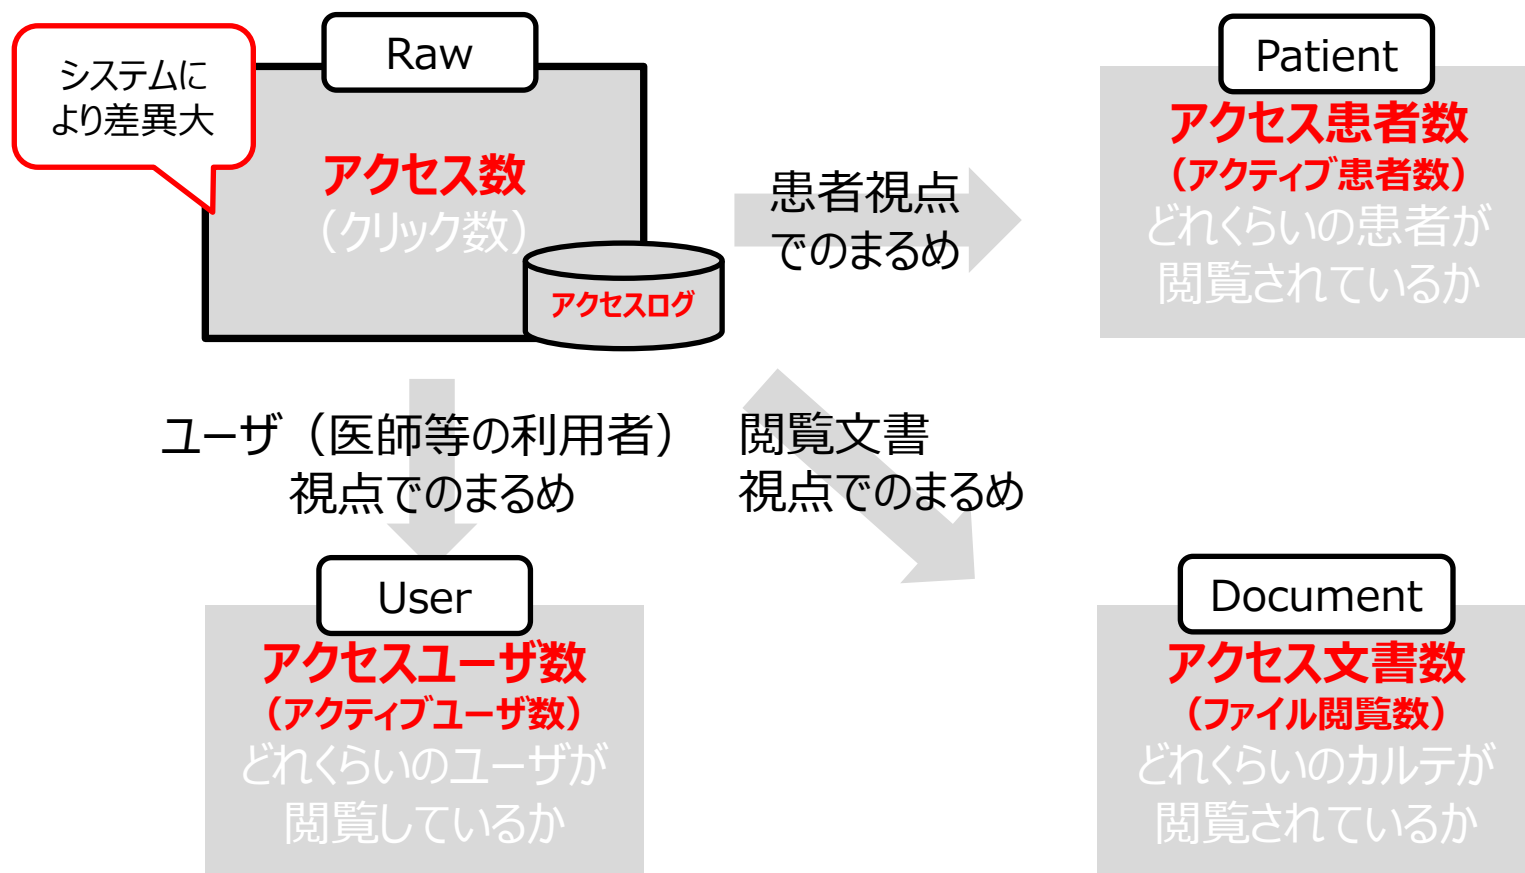 システムに
より差異大
Raw
アクセス数
（クリック数）
アクセスログ
患者視点
でのまるめ
Patient
アクセス患者数
（アクティブ患者数）
どれくらいの患者が
閲覧されているか
ユーザ（医師等の利用者）
視点でのまるめ
閲覧文書
視点でのまるめ
User
アクセスユーザ数
（アクティブユーザ数）
どれくらいのユーザが
閲覧しているか
Document
アクセス文書数
（ファイル閲覧数）
どれくらいのカルテが
閲覧されているか